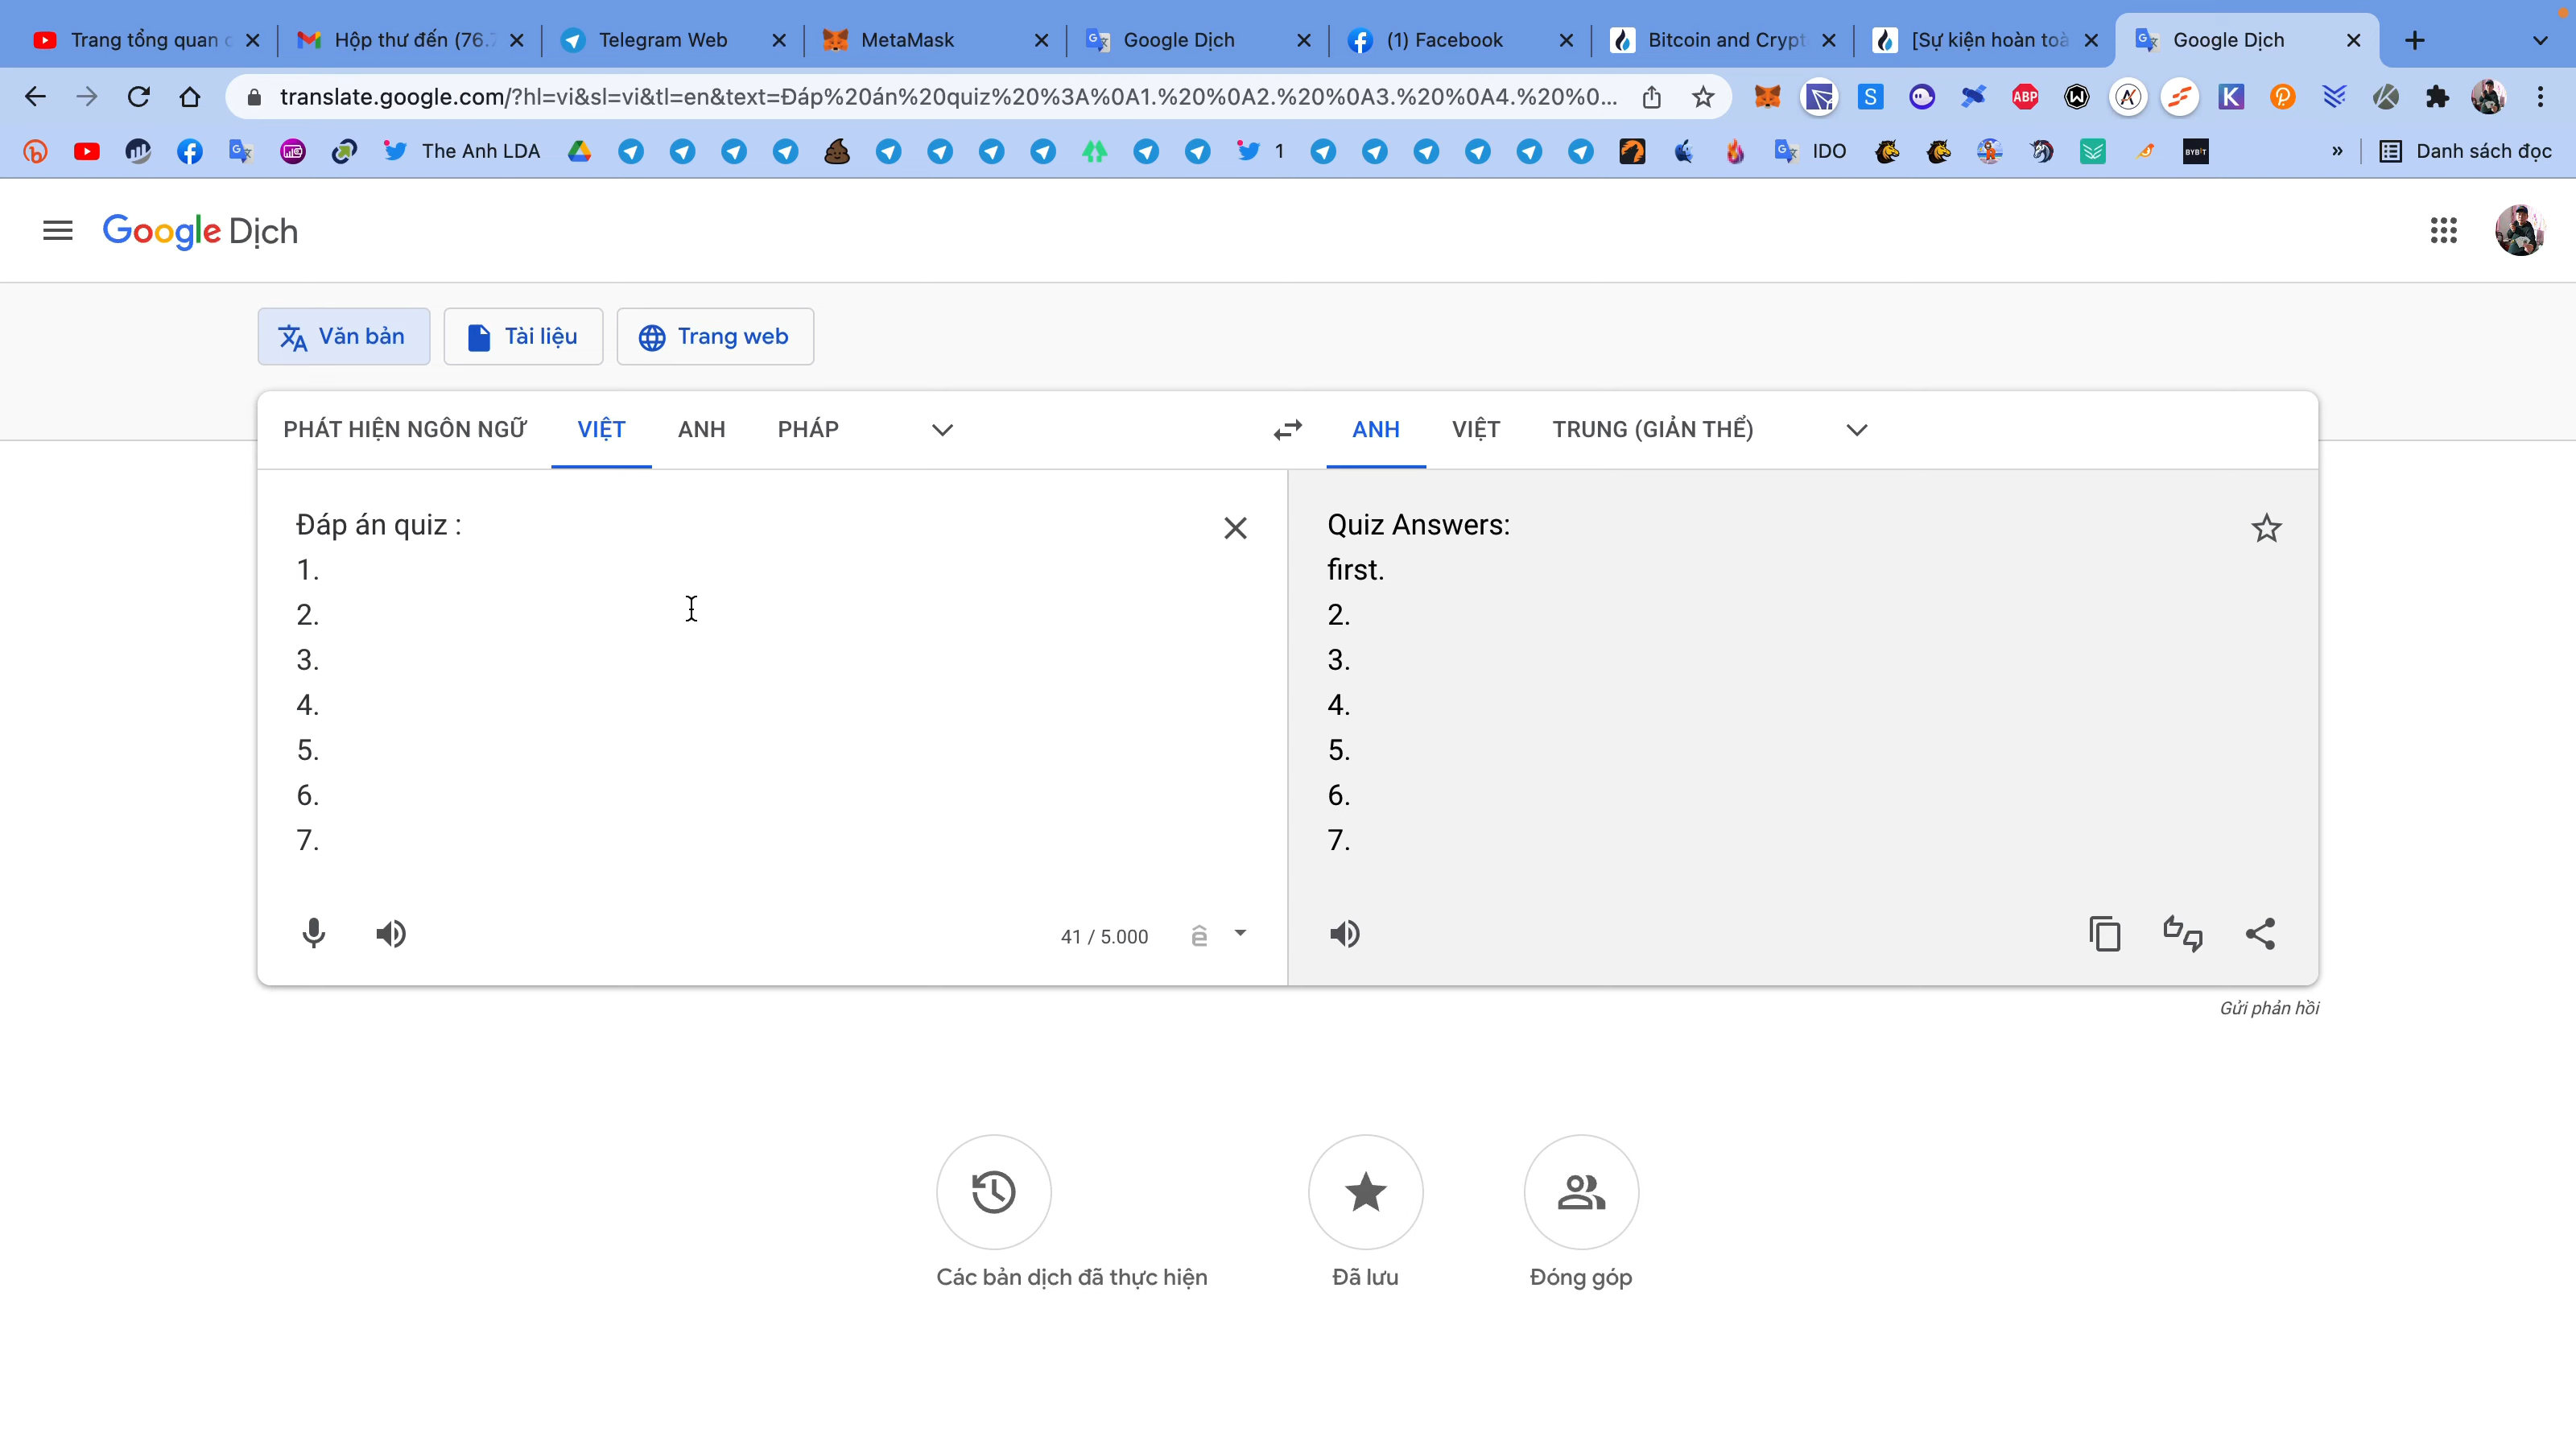 Trang tổng quan c
Hộp thư đến (76.7
Telegram Web
MetaMask
Google Dịch
(1) Facebook
Bitcoin and Crypt
[Sự kiện hoàn toà
Google Dịch
translate.google.com/?hl=vi&sl=vi&tl=en&text=Đáp%20án%20quiz%20%3A%0A1.%20%0A2.%20%0A3.%20%0A4.%20%0...
The Anh LDA
1
IDO
BYBIT
»
Danh sách đọc
Google Dịch
Văn bản
Tài liệu
Trang web
PHÁT HIỆN NGÔN NGỮ
VIỆT
ANH
PHÁP
ANH
VIỆT
TRUNG (GIẢN THỂ)
Đáp án quiz :
1.
2.
3.
4.
5.
6.
7.
41 / 5.000
Quiz Answers:
first.
2.
3.
4.
5.
6.
7.
Gửi phản hồi
Các bản dịch đã thực hiện
Đã lưu
Đóng góp